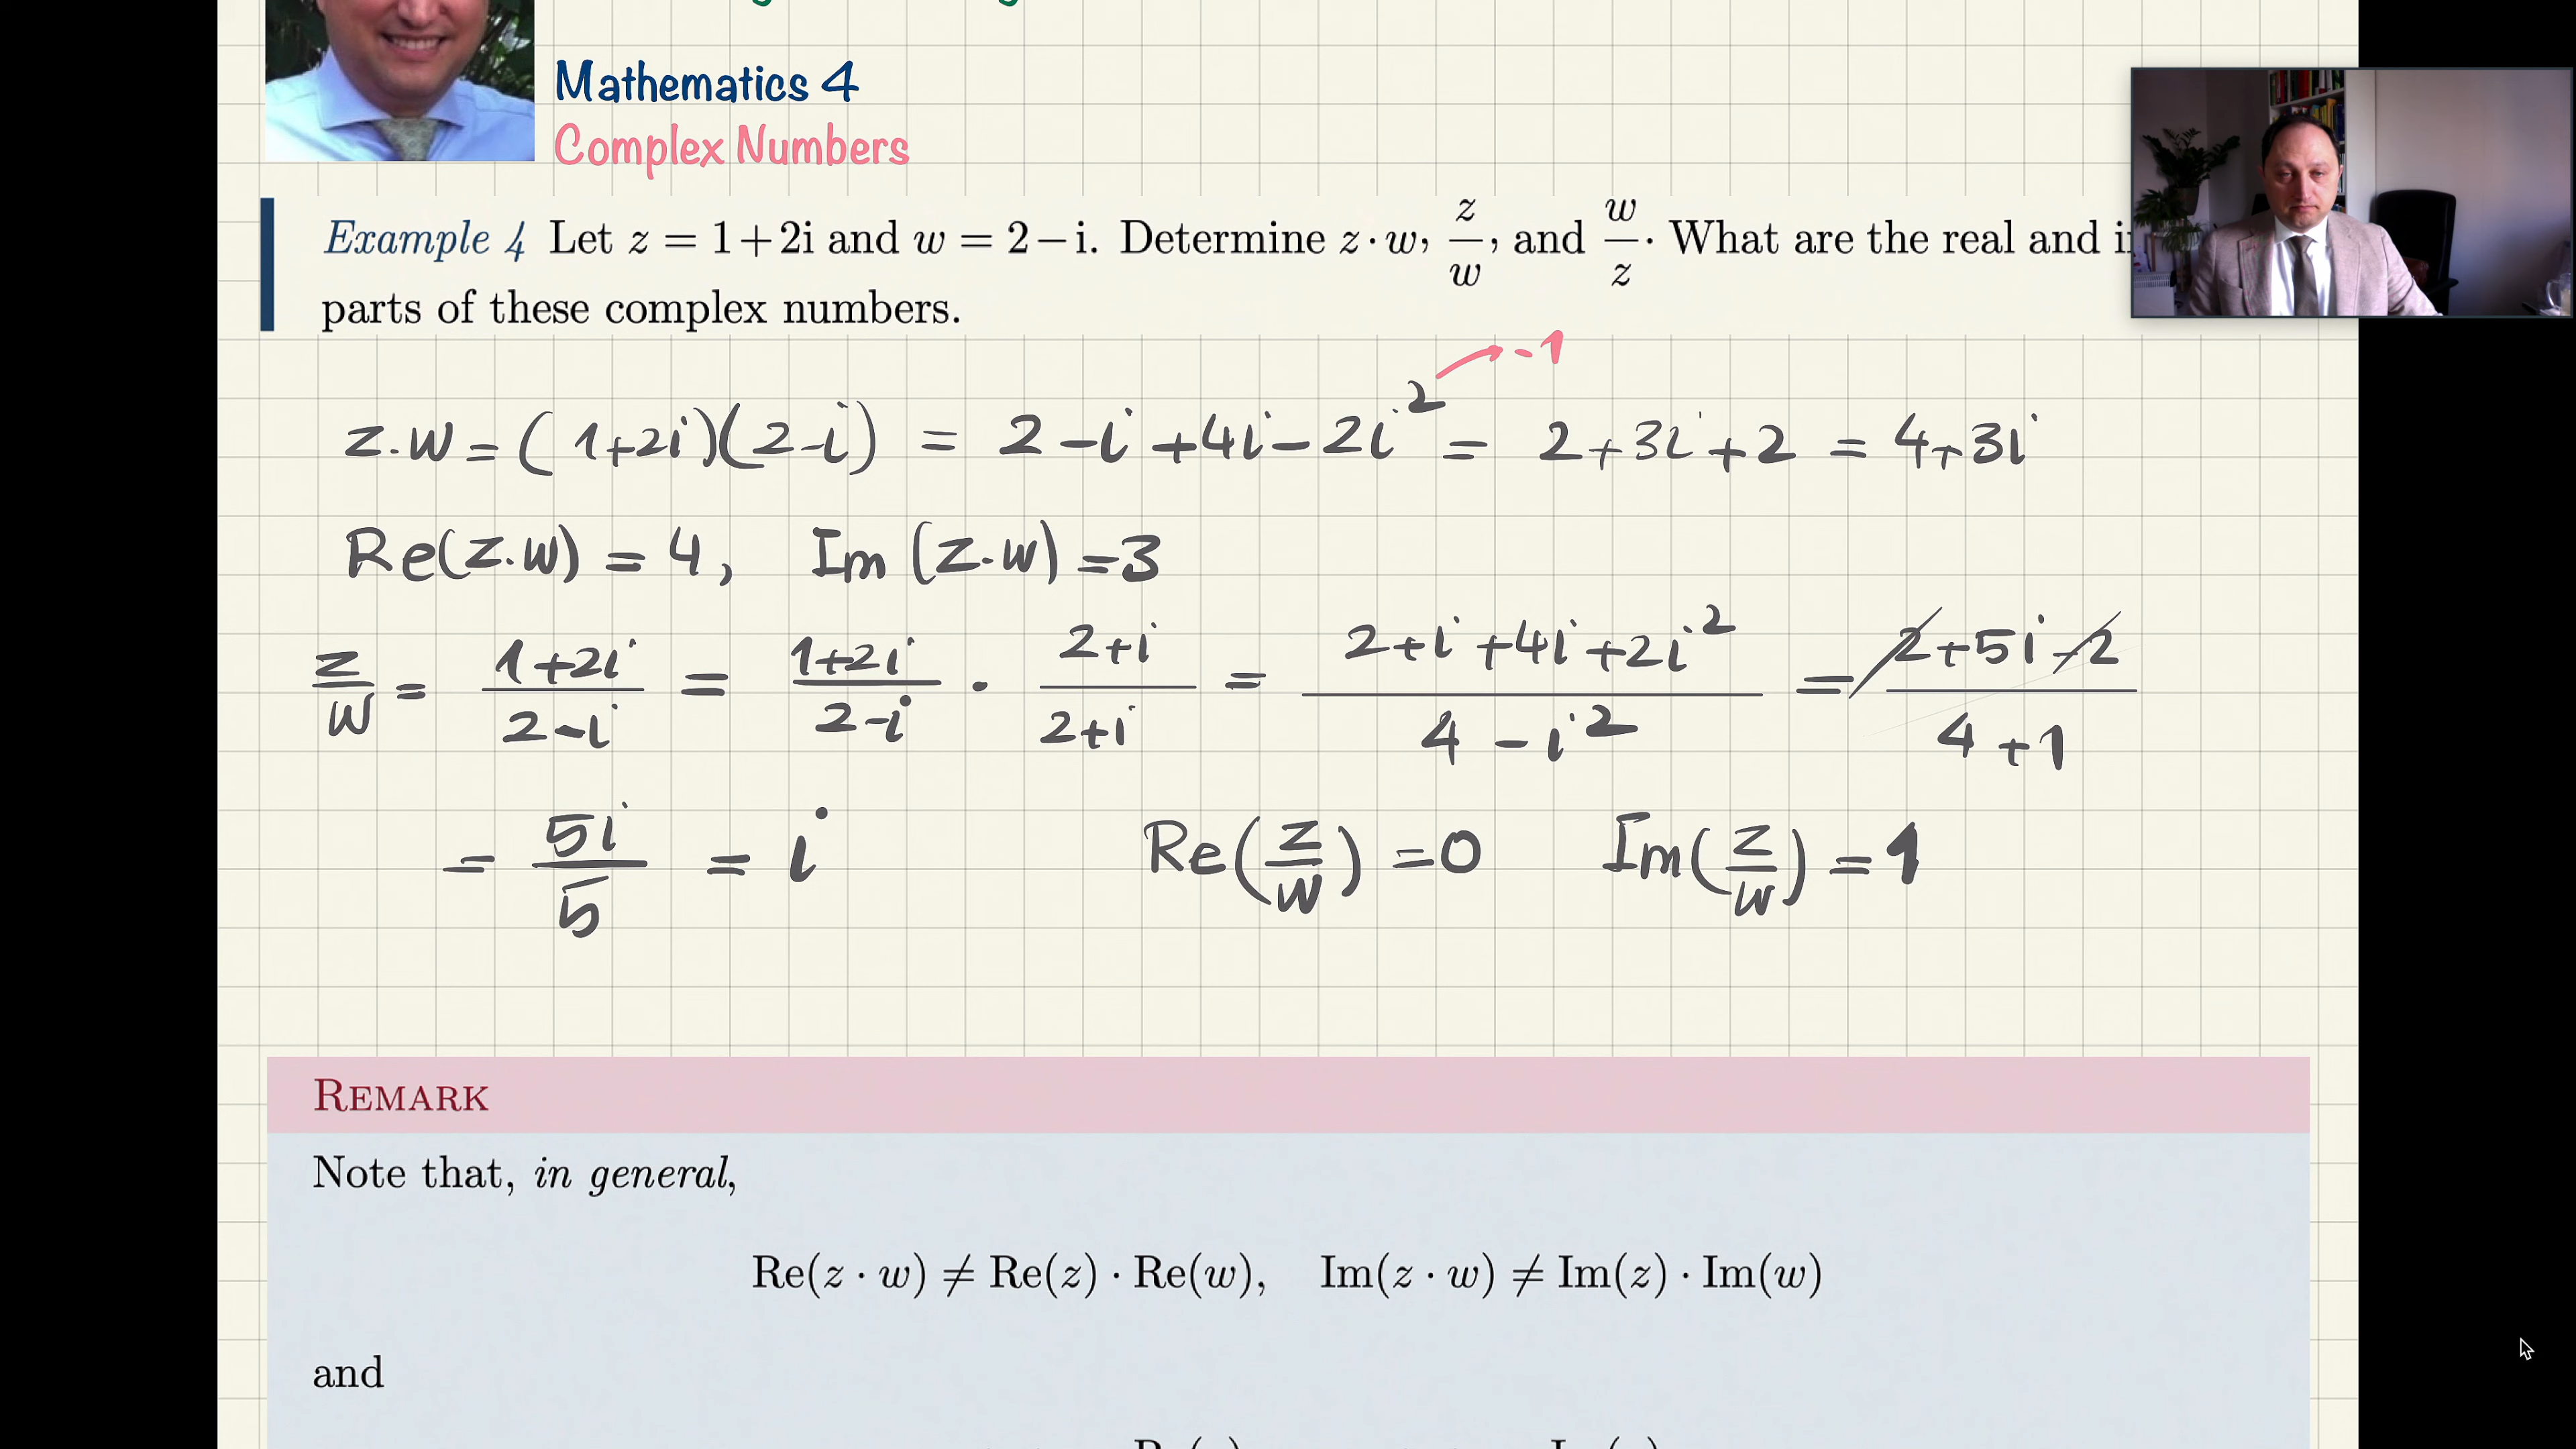 Mathematics 4
Complex Numbers
Example 4 Let z = 1+2i and w = 2−i. Determine z·w, z/w, and w/z. What are the real and
parts of these complex numbers.
-1
z.w = (1+2i)(2-i) = 2-i+4i-2i² = 2+3i+2 = 4+3i
Re(z.w) = 4, Im(z.w) = 3
z/w = (1+2i)/(2-i) = (1+2i)/(2-i) · (2+i)/(2+i) = (2+i+4i+2i²)/(4-i²) = (2+5i-2)/(4+1)
= 5i/5 = i Re(z/w) = 0 Im(z/w) = 1
REMARK
Note that, in general,
Re(z · w) ≠ Re(z) · Re(w), Im(z · w) ≠ Im(z) · Im(w)
and